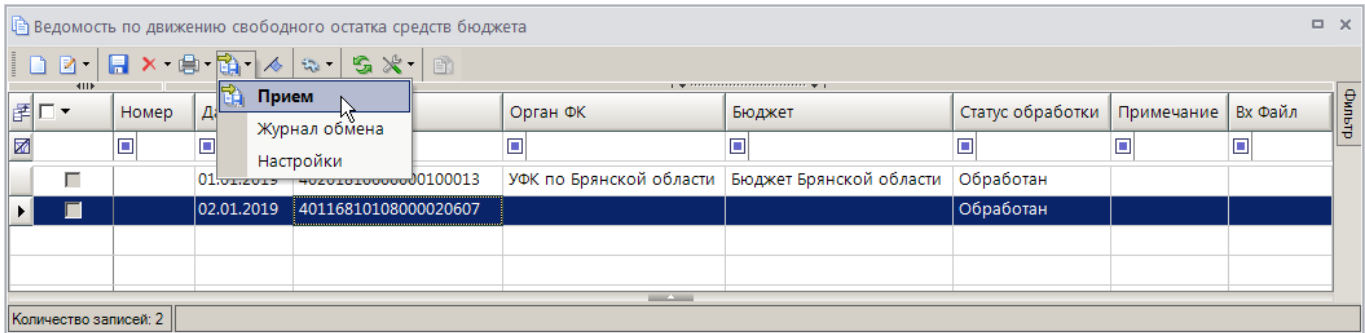 Ведомость по движению свободного остатка средств бюджета
Прием
Журнал обмена
Настройки
Номер
Орган ФК
Бюджет
Статус обработки
Примечание
Вх Файл
Фильтр
01.01.2019 40201810000000100013 УФК по Брянской области Бюджет Брянской области Обработан
02.01.2019 40116810108000020607 Обработан
Количество записей: 2